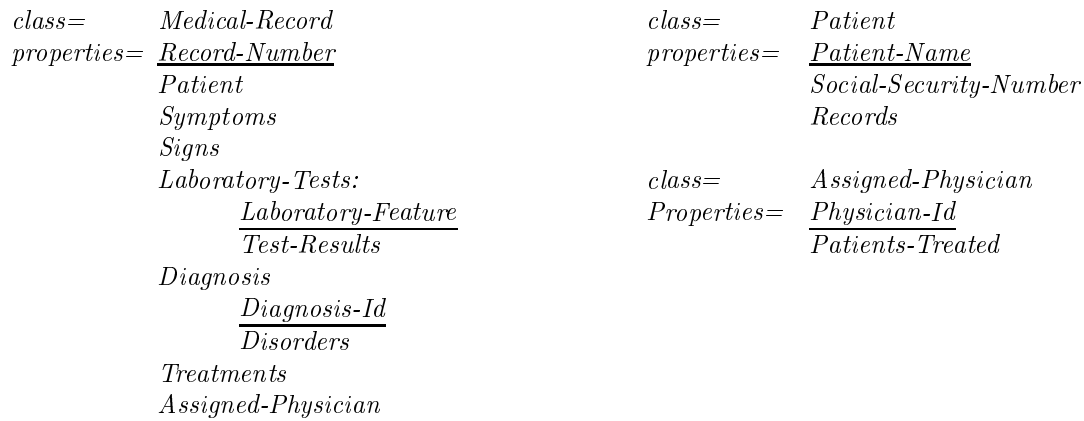 class= Medical-Record
properties= Record-Number
Patient
Symptoms
Signs
Laboratory-Tests:
Laboratory-Feature
Test-Results
Diagnosis
Diagnosis-Id
Disorders
Treatments
Assigned-Physician
class= Patient
properties= Patient-Name
Social-Security-Number
Records
class= Assigned-Physician
Properties= Physician-Id
Patients-Treated